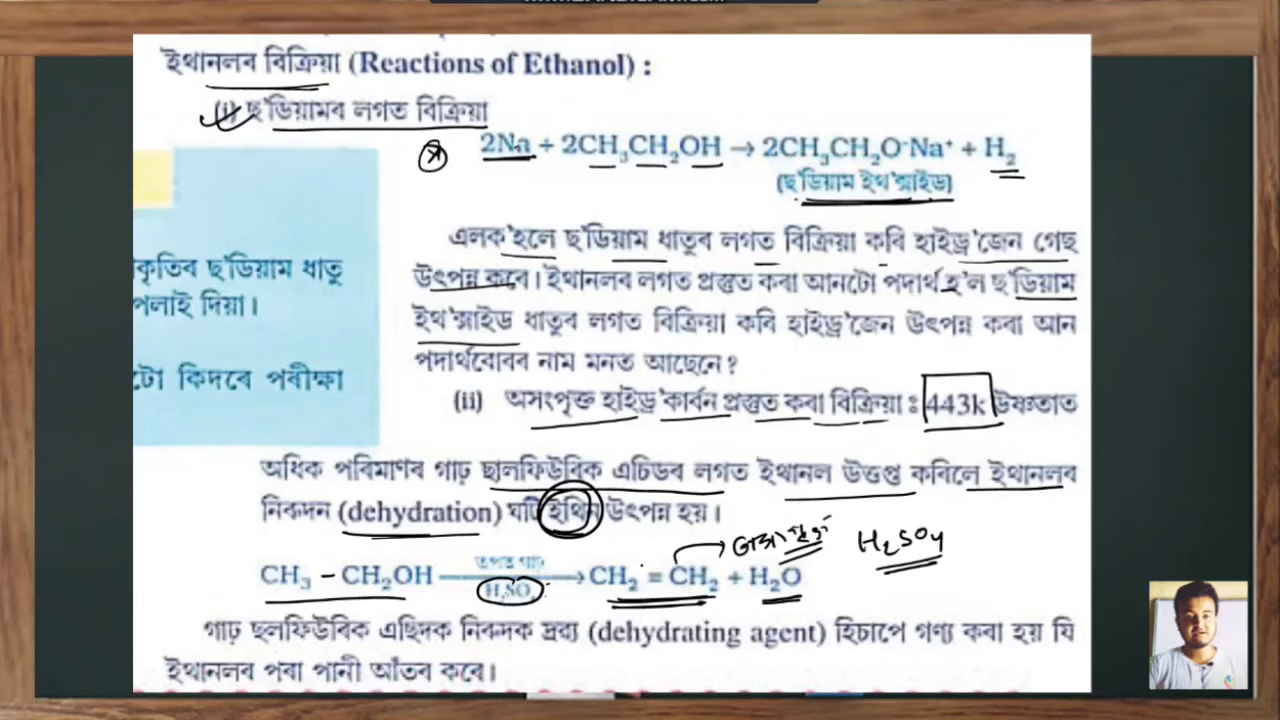 ইথানলৰ বিক্ৰিয়া (Reactions of Ethanol) :
(i) ছ'ডিয়ামৰ লগত বিক্ৰিয়া
2Na + 2CH₃CH₂OH → 2CH₃CH₂O⁻Na⁺ + H₂
(ছ'ডিয়াম ইথ'ক্সাইড)
এলক'হলে ছ'ডিয়াম ধাতুৰ লগত বিক্ৰিয়া কৰি হাইড্ৰ'জেন গেছ
কৃতিৰ ছ'ডিয়াম ধাতু
উৎপন্ন কৰে। ইথানলৰ লগত প্ৰস্তুত কৰা আনটো পদাৰ্থ হ'ল ছ'ডিয়াম
পলাই দিয়া।
ইথ'ক্সাইড ধাতুৰ লগত বিক্ৰিয়া কৰি হাইড্ৰ'জেন উৎপন্ন কৰা আন
পদাৰ্থবোৰৰ নাম মনত আছেনে?
টো কিদৰে পৰীক্ষা
(ii) অসংপৃক্ত হাইড্ৰ'কাৰ্বন প্ৰস্তুত কৰা বিক্ৰিয়া ঃ 443k উষ্ণতাত
অধিক পৰিমাণৰ গাঢ় ছালফিউৰিক এচিডৰ লগত ইথানল উত্তপ্ত কৰিলে ইথানলৰ
নিৰুদন (dehydration) ঘটি ইথিন উৎপন্ন হয়।
H₂SO₄
CH₃ – CH₂OH
H₂SO₄
→ CH₂ = CH₂ + H₂O
গাঢ় ছলফিউৰিক এছিদক নিৰুদক দ্ৰব্য (dehydrating agent) হিচাপে গণ্য কৰা হয় যি
ইথানলৰ পৰা পানী আঁতৰ কৰে।